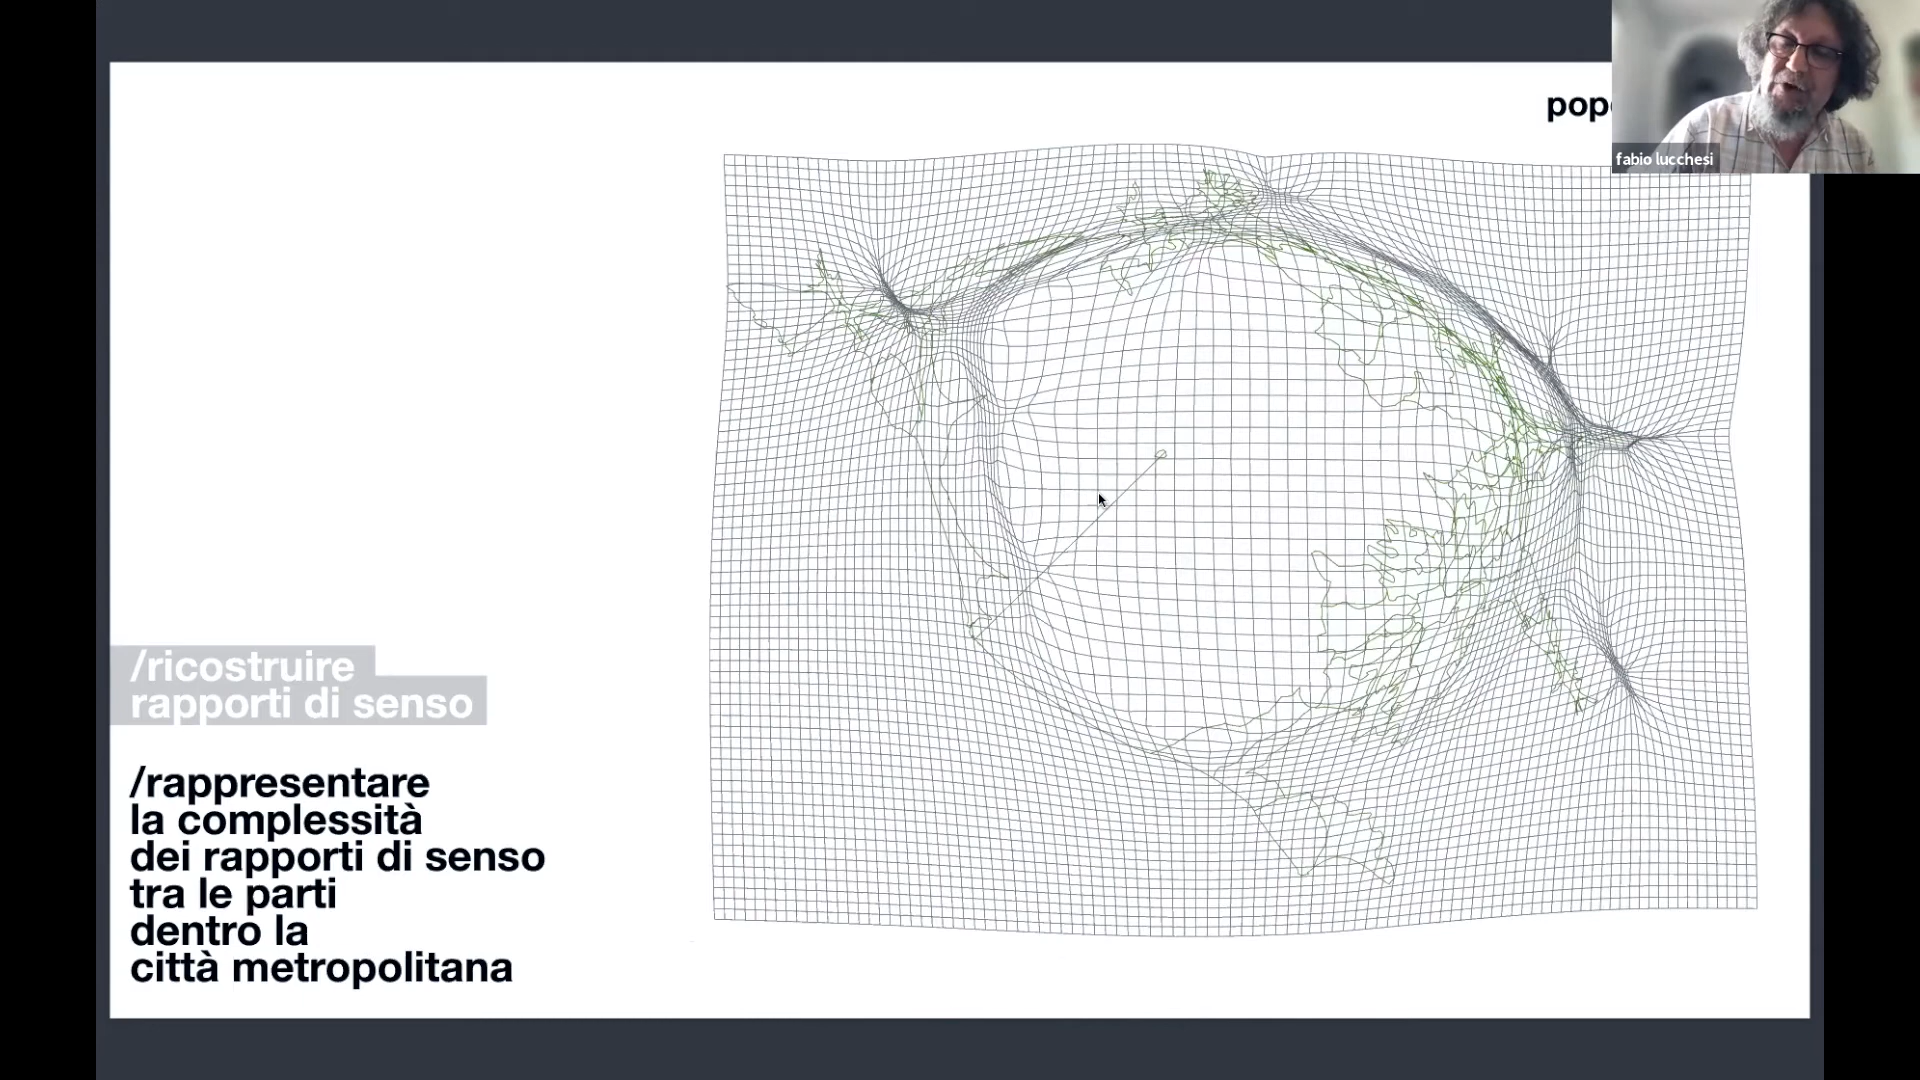 fabio lucchesi
/ricostruire
rapporti di senso
/rappresentare
la complessità
dei rapporti di senso
tra le parti
dentro la
città metropolitana